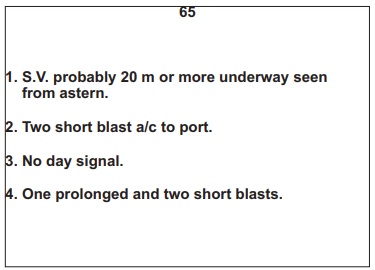 65
1. S.V. probably 20 m or more underway seen
from astern.
2. Two short blast a/c to port.
3. No day signal.
4. One prolonged and two short blasts.